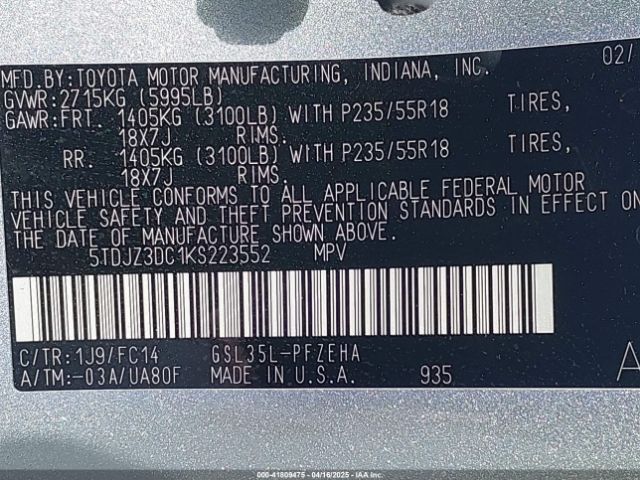 02/
MFD.BY:TOYOTA MOTOR MANUFACTURING, INDIANA, INC.
GVWR:2715KG (5995LB)
GAWR:FRT. 1405KG (3100LB) WITH P235/55R18 TIRES,
18X7J RIMS.
RR. 1405KG (3100LB) WITH P235/55R18 TIRES,
18X7J RIMS.
THIS VEHICLE CONFORMS TO ALL APPLICABLE FEDERAL MOTOR
VEHICLE SAFETY AND THEFT PREVENTION STANDARDS IN EFFECT ON
THE DATE OF MANUFACTURE SHOWN ABOVE.
5TDJZ3DC1KS223552 MPV
C/TR:1J9/FC14 GSL35L-PFZEHA
A/TM:-03A/UA80F MADE IN U.S.A. 935 A
000-41809475 - 04/16/2025 - COPART